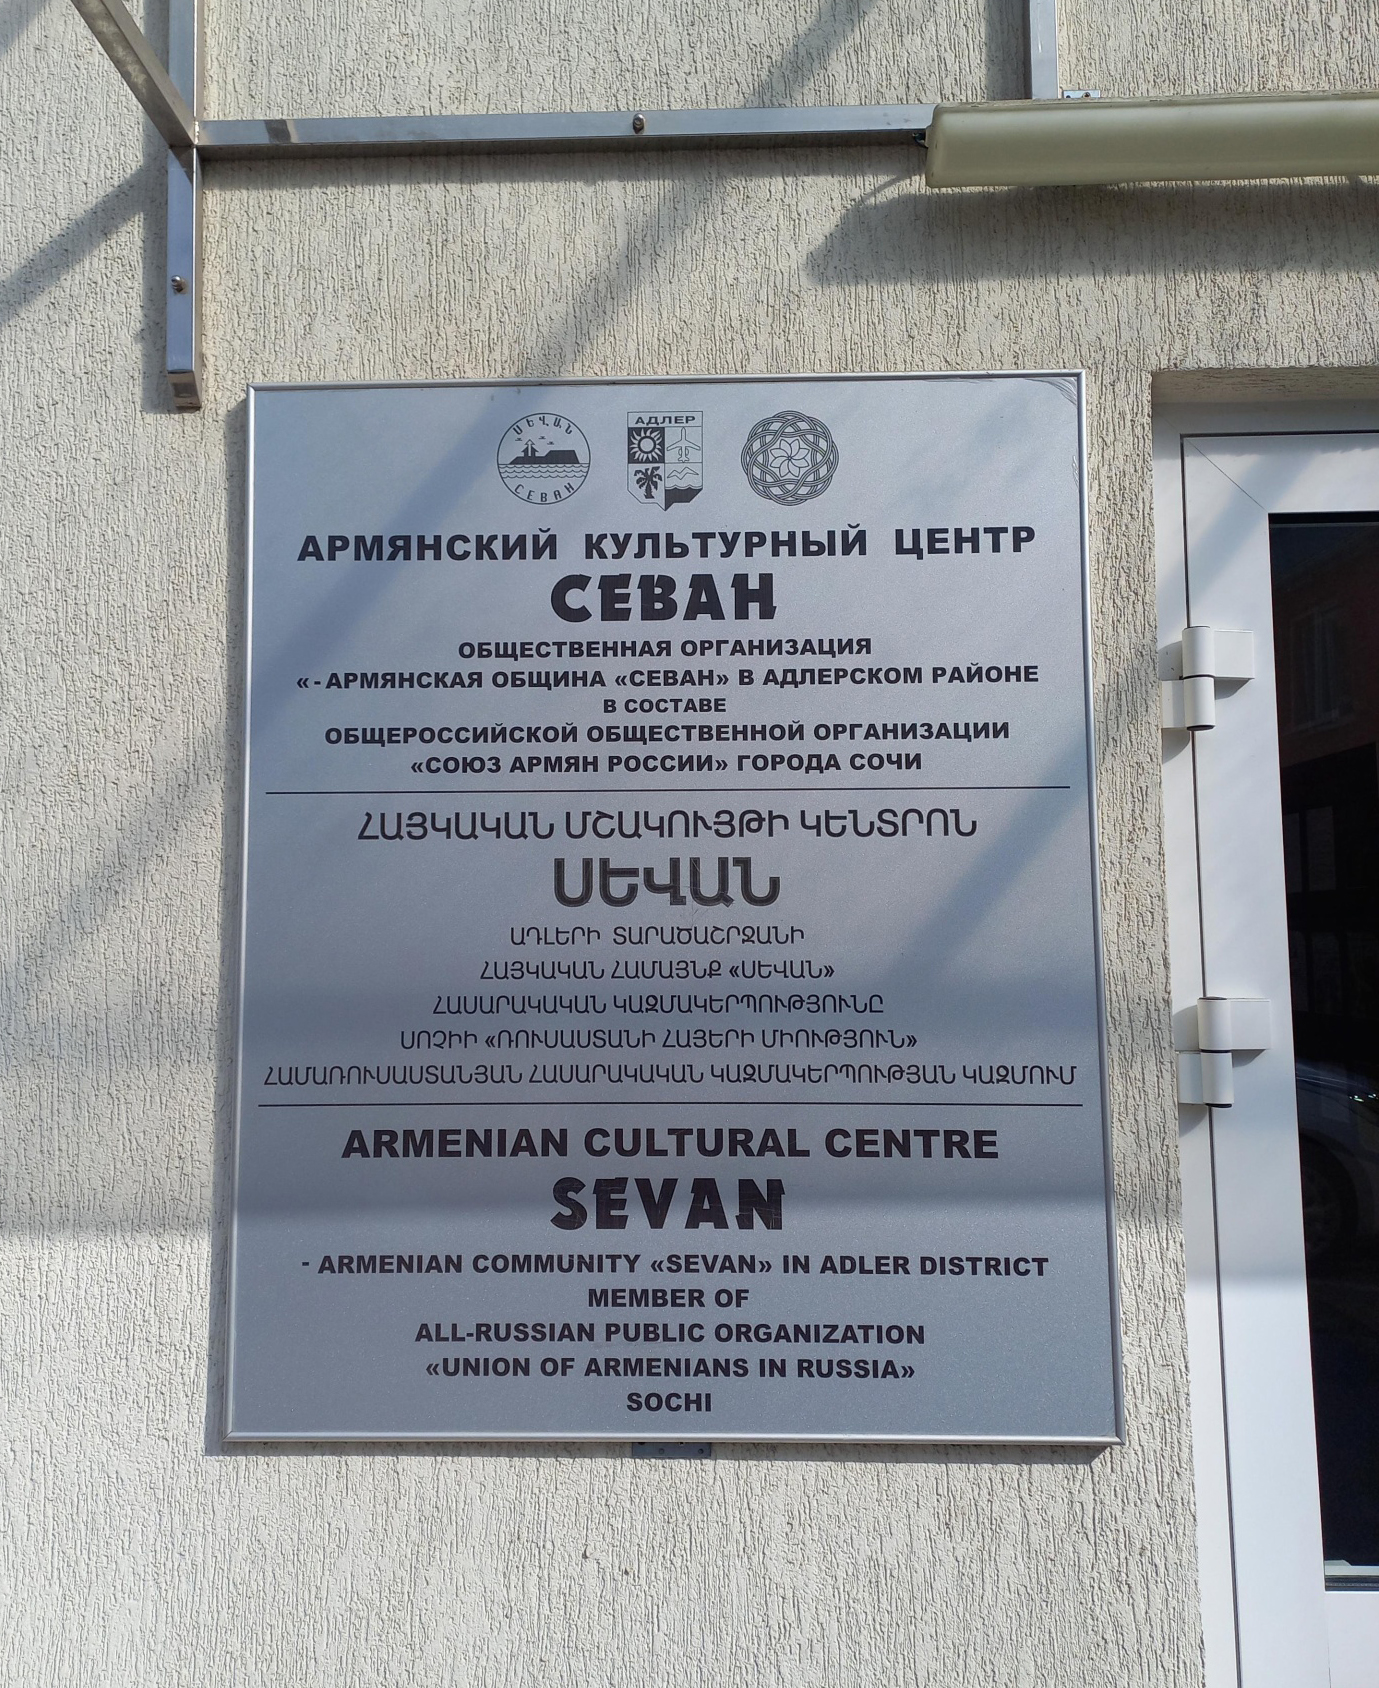 ՍԵՎԱՆ
СЕВАН
АДЛЕР
АРМЯНСКИЙ КУЛЬТУРНЫЙ ЦЕНТР
СЕВАН
ОБЩЕСТВЕННАЯ ОРГАНИЗАЦИЯ
«-АРМЯНСКАЯ ОБЩИНА «СЕВАН» В АДЛЕРСКОМ РАЙОНЕ
В СОСТАВЕ
ОБЩЕРОССИЙСКОЙ ОБЩЕСТВЕННОЙ ОРГАНИЗАЦИИ
«СОЮЗ АРМЯН РОССИИ» ГОРОДА СОЧИ
ՀԱՅԿԱԿԱՆ ՄՇԱԿՈՒՅԹԻ ԿԵՆՏՐՈՆ
ՍԵՎԱՆ
ԱԴԼԵՐԻ ՏԱՐԱԾԱՇՐՋԱՆԻ
ՀԱՅԿԱԿԱՆ ՀԱՄԱՅՆՔ «ՍԵՎԱՆ»
ՀԱՍԱՐԱԿԱԿԱՆ ԿԱԶՄԱԿԵՐՊՈՒԹՅՈՒՆԸ
ՍՈՉԻԻ «ՌՈՒՍԱՍՏԱՆԻ ՀԱՅԵՐԻ ՄԻՈՒԹՅՈՒՆ»
ՀԱՄԱՌՈՒՍԱՍՏԱՆՅԱՆ ՀԱՍԱՐԱԿԱԿԱՆ ԿԱԶՄԱԿԵՐՊՈՒԹՅԱՆ ԿԱԶՄՈՒՄ
ARMENIAN CULTURAL CENTRE
SEVAN
- ARMENIAN COMMUNITY «SEVAN» IN ADLER DISTRICT
MEMBER OF
ALL-RUSSIAN PUBLIC ORGANIZATION
«UNION OF ARMENIANS IN RUSSIA»
SOCHI